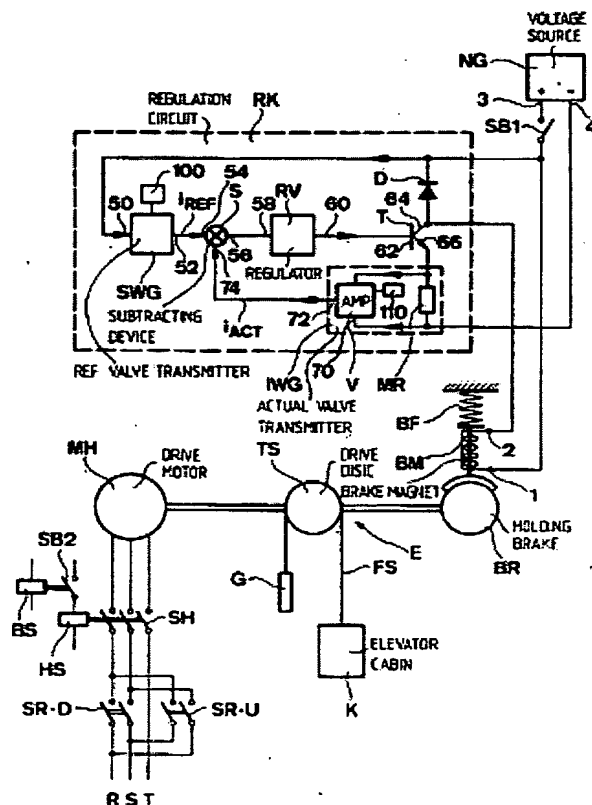 VOLTAGE
SOURCE
NG
+ -
3
4
SB1
REGULATION
CIRCUIT
RK
100
50
iREF
54
S
58
RV
60
D
T
64
52
56
62
66
SWG
74
REGULATOR
SUBTRACTING
DEVICE
AMP
72
110
iACT
REF VALVE TRANSMITTER
IWG
70
V
MR
ACTUAL VALVE
TRANSMITTER
BF
MH
DRIVE
MOTOR
TS
DRIVE
DISIC
BM
2
BRAKE MAGNET
1
HOLDING
BRAKE
BR
E
SB2
G
FS
BS
SH
HS
ELEVATOR
CABIN
K
SR-D
SR-U
R S T